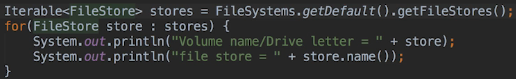 Iterable<FileStore> stores = FileSystems.getDefault().getFileStores();
for(FileStore store : stores) {
    System.out.println("Volume name/Drive letter = " + store);
    System.out.println("file store = " + store.name());
}